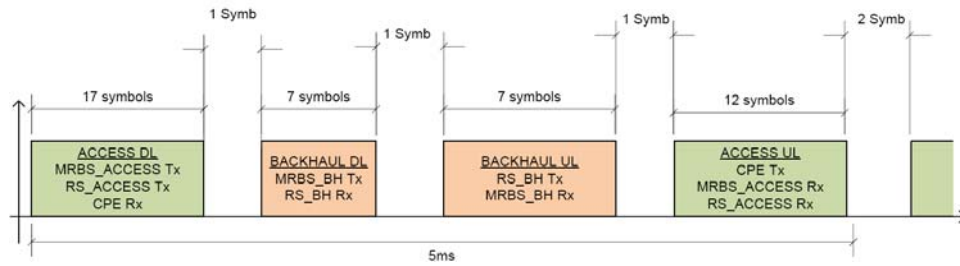 1 Symb
1 Symb
1 Symb
2 Symb
17 symbols
7 symbols
7 symbols
12 symbols
ACCESS DL
MRBS_ACCESS Tx
RS_ACCESS Tx
CPE Rx
BACKHAUL DL
MRBS_BH Tx
RS_BH Rx
BACKHAUL UL
RS_BH Tx
MRBS_BH Rx
ACCESS UL
CPE Tx
MRBS_ACCESS Rx
RS_ACCESS Rx
5ms